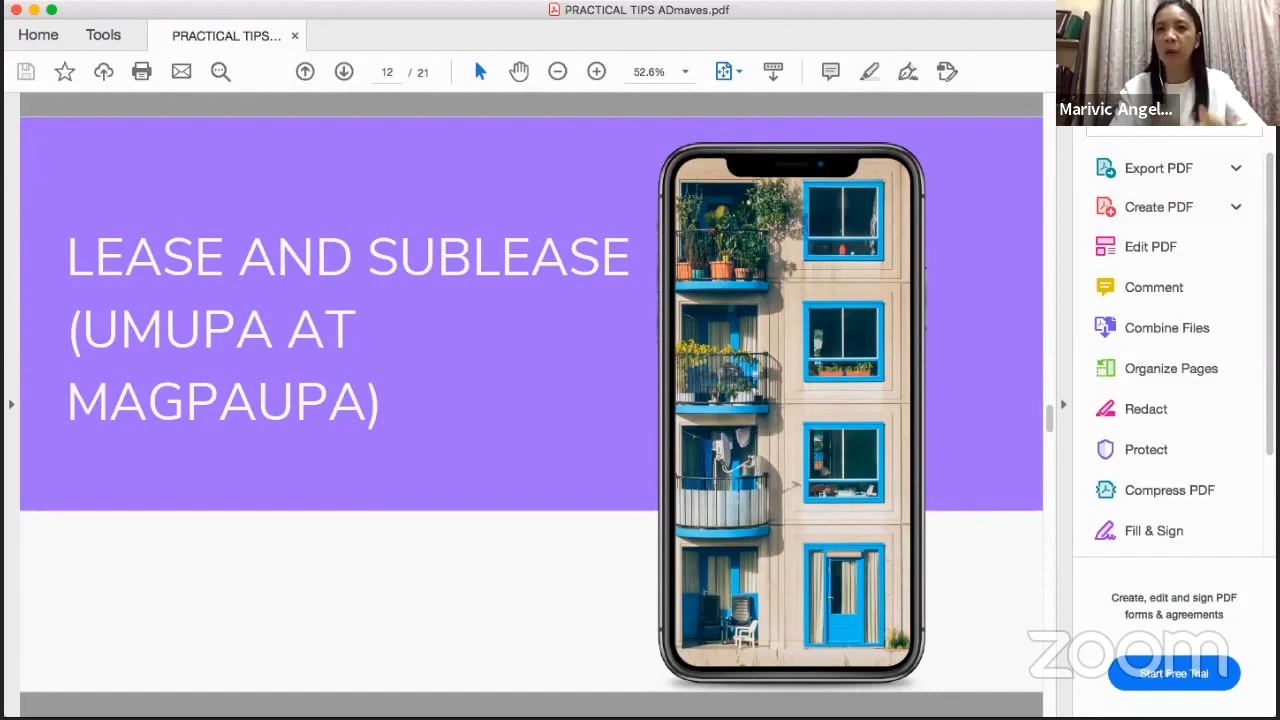 PRACTICAL TIPS ADmaves.pdf
Home
Tools
PRACTICAL TIPS... ×
12 / 21
52.6%
Marivic Angel...
LEASE AND SUBLEASE
(UMUPA AT
MAGPAUPA)
Export PDF
Create PDF
Edit PDF
Comment
Combine Files
Organize Pages
Redact
Protect
Compress PDF
Fill & Sign
Create, edit and sign PDF
forms & agreements
zoom
Start Free Trial